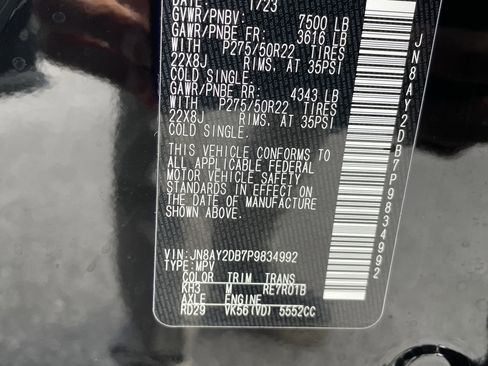 DATE 1/23
GVWR/PNBV: 7500 LB
GAWR/PNBE FR: 3616 LB
WITH P275/50R22 TIRES
22X8J RIMS, AT 35PSI
COLD SINGLE.
GAWR/PNBE RR: 4343 LB
WITH P275/50R22 TIRES
22X8J RIMS, AT 35PSI
COLD SINGLE.
THIS VEHICLE CONFORMS TO
ALL APPLICABLE FEDERAL
MOTOR VEHICLE SAFETY
STANDARDS IN EFFECT ON
THE DATE OF MANUFACTURE
SHOWN ABOVE.
VIN: JN8AY2DB7P9834992
TYPE: MPV
COLOR TRIM TRANS
KH3 M RE7R01B
AXLE ENGINE
RD29 VK56(VD) 5552CC
JN8AY2DB7P9834992